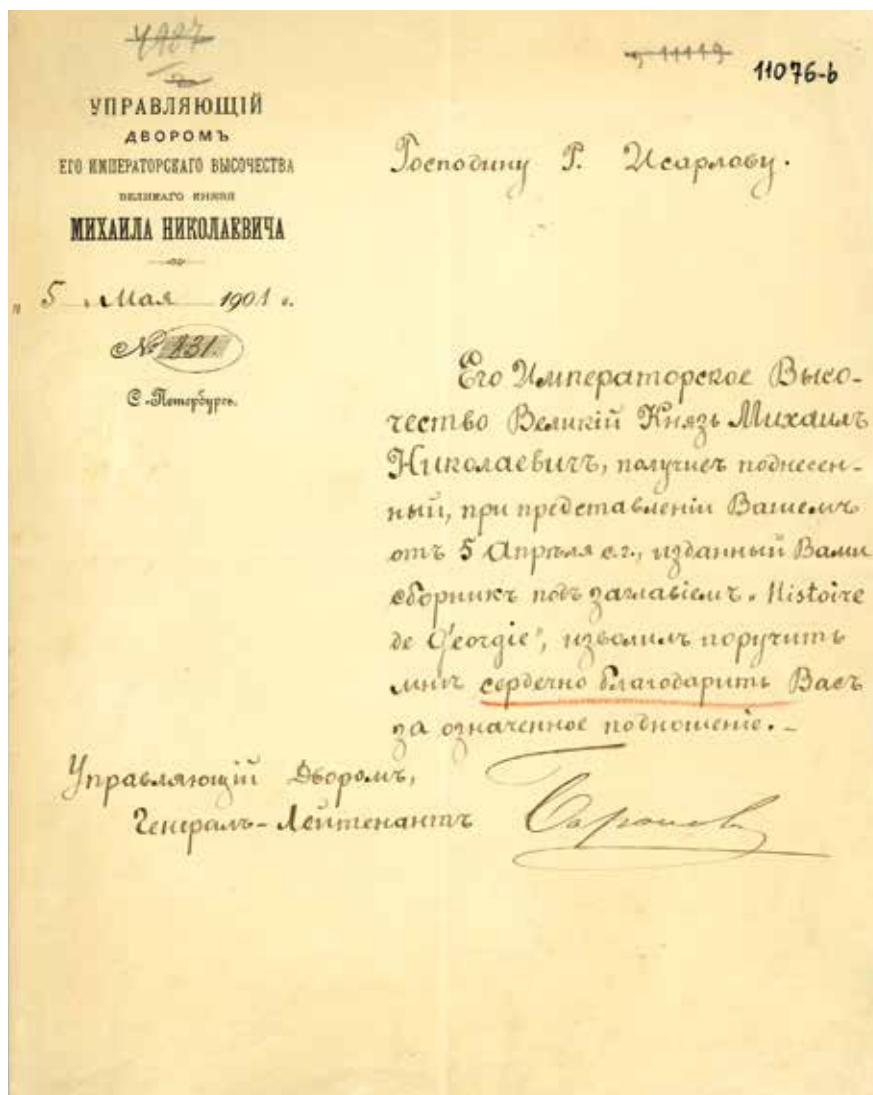 4987
11119
11076-b
УПРАВЛЯЮЩІЙ
ДВОРОМЪ
ЕГО ИМПЕРАТОРСКАГО ВЫСОЧЕСТВА
ВЕЛИКАГО КНЯЗЯ
МИХАИЛА НИКОЛАЕВИЧА
„ 5 „ Мая 1901 г.
№ 131
С.-Петербургъ.
Господину Г. Исарлову.
Его Императорское Высо-
чество Великій Князь Михаилъ
Николаевичъ, получивъ поднесен-
ный, при представленіи Вашемъ
отъ 5 Апрѣля с.г., изданный Вами
сборникъ подъ заглавіемъ „Histoire
de Géorgie", изволилъ поручить
мнѣ сердечно благодарить Васъ
за означенное подношеніе. –
Управляющій Дворомъ,
Генералъ-Лейтенантъ